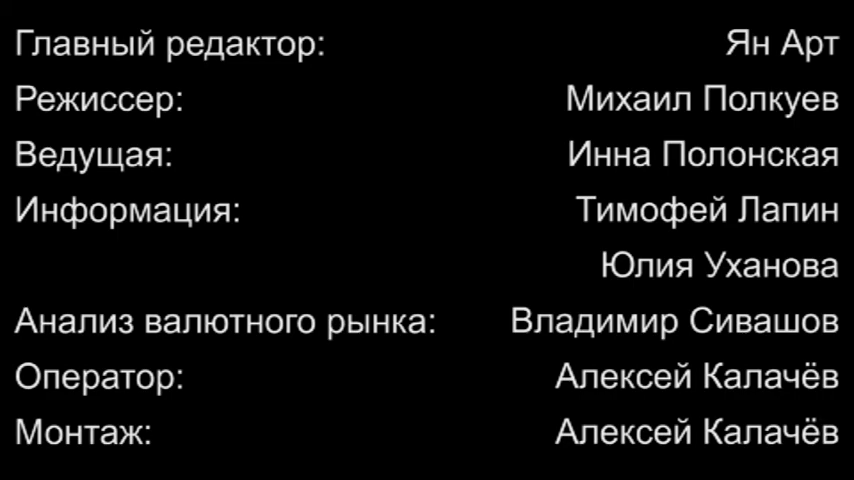 Главный редактор: Ян Арт
Режиссер: Михаил Полкуев
Ведущая: Инна Полонская
Информация: Тимофей Лапин
Юлия Уханова
Анализ валютного рынка: Владимир Сивашов
Оператор: Алексей Калачёв
Монтаж: Алексей Калачёв